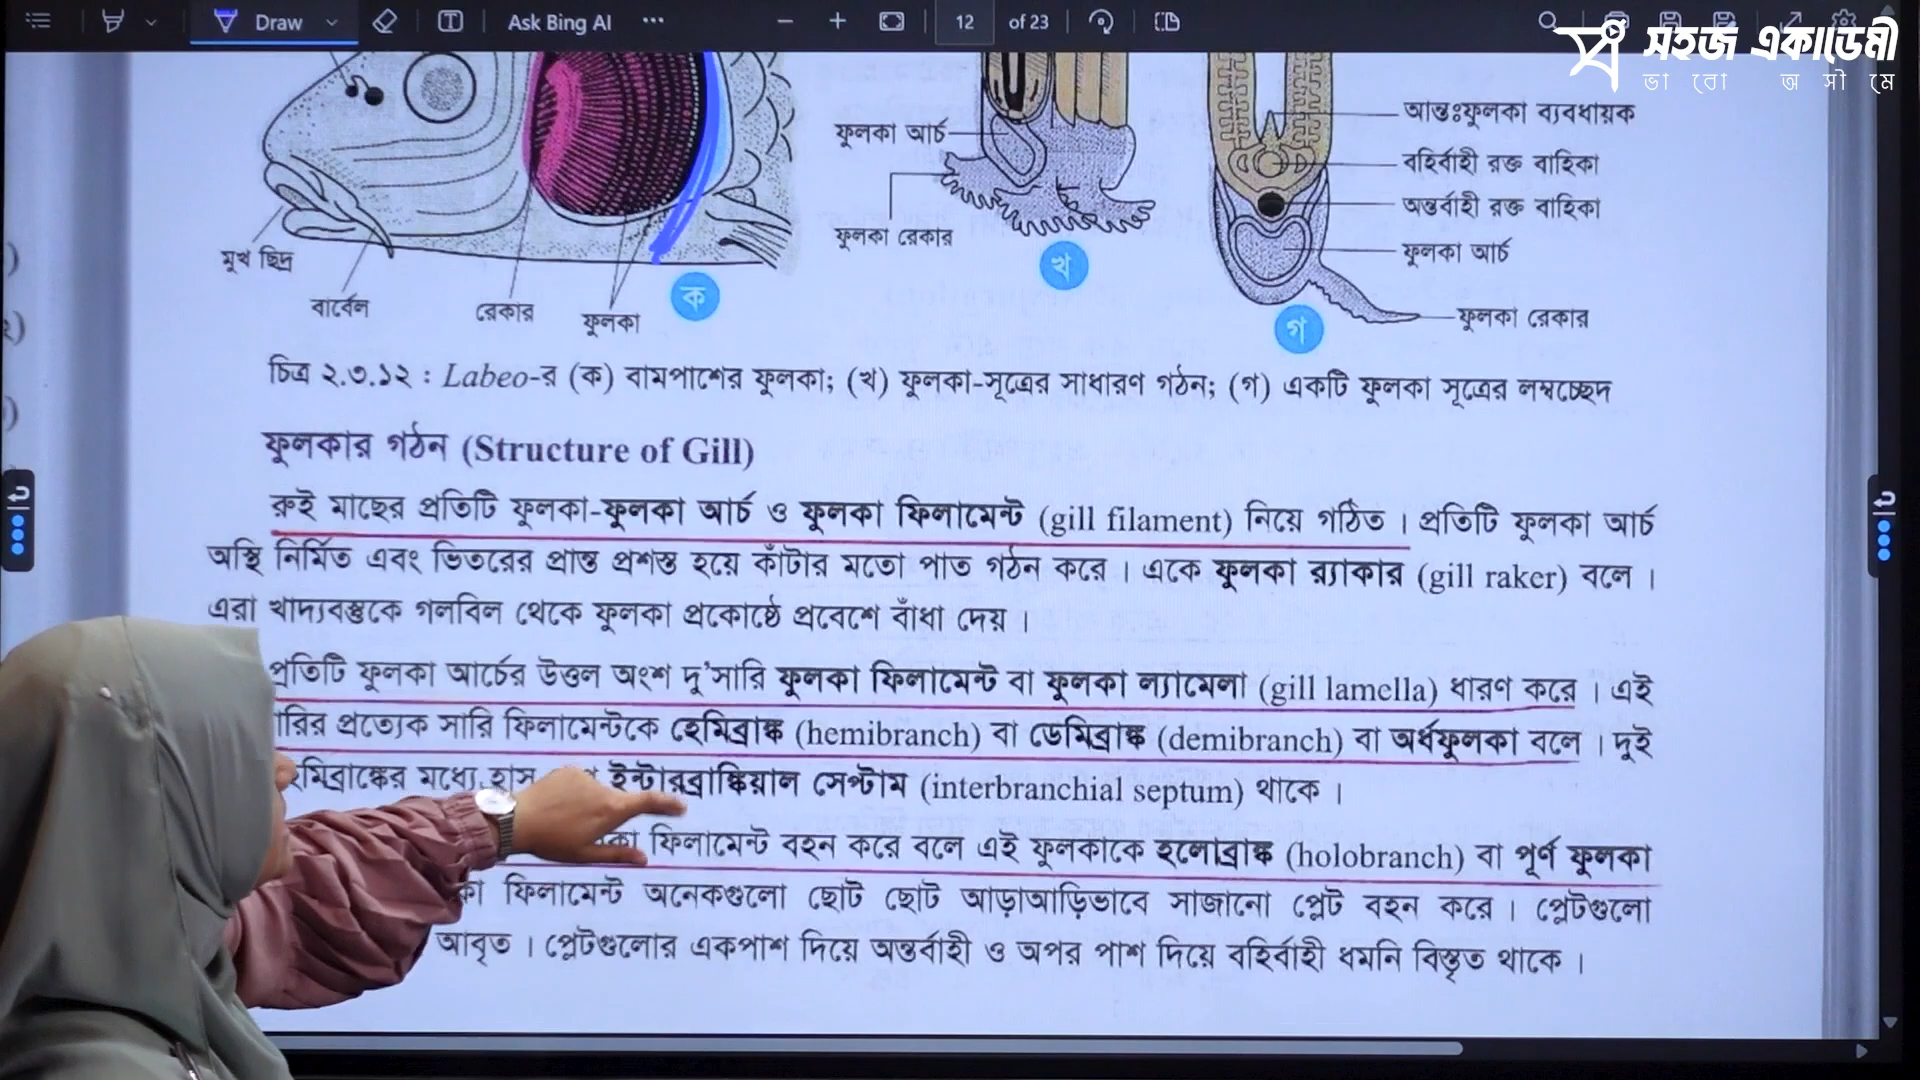 Draw
Ask Bing AI
12 of 23
সহজ একাডেমী
ভাবো অসীমে
আন্তঃফুলকা ব্যবধায়ক
ফুলকা আর্চ
বহির্বাহী রক্ত বাহিকা
অন্তর্বাহী রক্ত বাহিকা
ফুলকা রেকার
ফুলকা আর্চ
মুখ ছিদ্র
খ
বার্বেল
রেকার
ফুলকা
ক
গ
ফুলকা রেকার
চিত্র ২.৩.১২ : Labeo-র (ক) বামপাশের ফুলকা; (খ) ফুলকা-সূত্রের সাধারণ গঠন; (গ) একটি ফুলকা সূত্রের লম্বচ্ছেদ
ফুলকার গঠন (Structure of Gill)
রুই মাছের প্রতিটি ফুলকা-ফুলকা আর্চ ও ফুলকা ফিলামেন্ট (gill filament) নিয়ে গঠিত । প্রতিটি ফুলকা আর্চ
অস্থি নির্মিত এবং ভিতরের প্রান্ত প্রশস্ত হয়ে কাঁটার মতো পাত গঠন করে । একে ফুলকা র‍্যাকার (gill raker) বলে ।
এরা খাদ্যবস্তুকে গলবিল থেকে ফুলকা প্রকোষ্ঠে প্রবেশে বাঁধা দেয় ।
প্রতিটি ফুলকা আর্চের উত্তল অংশ দু'সারি ফুলকা ফিলামেন্ট বা ফুলকা ল্যামেলা (gill lamella) ধারণ করে । এই
প্রত্যেক সারি ফিলামেন্টকে হেমিব্রাঙ্ক (hemibranch) বা ডেমিব্রাঙ্ক (demibranch) বা অর্ধফুলকা বলে । দুই
মধ্যে ইন্টারব্রাঙ্কিয়াল সেপ্টাম (interbranchial septum) থাকে ।
ফিলামেন্ট বহন করে বলে এই ফুলকাকে হলোব্রাঙ্ক (holobranch) বা পূর্ণ ফুলকা
ফিলামেন্ট অনেকগুলো ছোট ছোট আড়াআড়িভাবে সাজানো প্লেট বহন করে । প্লেটগুলো
আবৃত । প্লেটগুলোর একপাশ দিয়ে অন্তর্বাহী ও অপর পাশ দিয়ে বহির্বাহী ধমনি বিস্তৃত থাকে ।